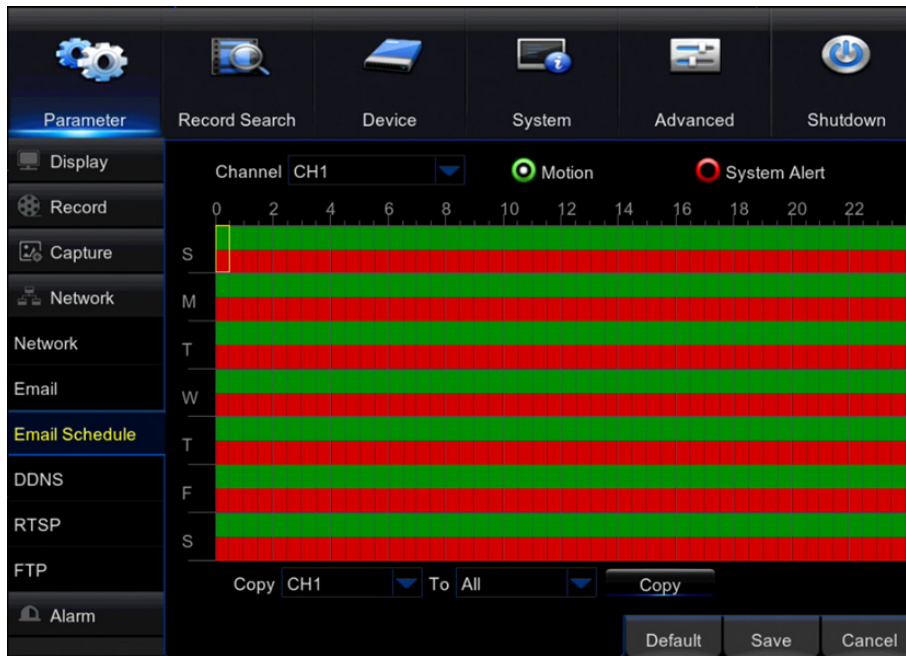 Parameter Record Search Device System Advanced Shutdown
Display
Channel CH1 Motion System Alert
Record
0 2 4 6 8 10 12 14 16 18 20 22
Capture
S
Network
M
Network
T
Email
W
Email Schedule
T
DDNS
F
RTSP
S
FTP
Copy CH1 To All Copy
Alarm
Default Save Cancel